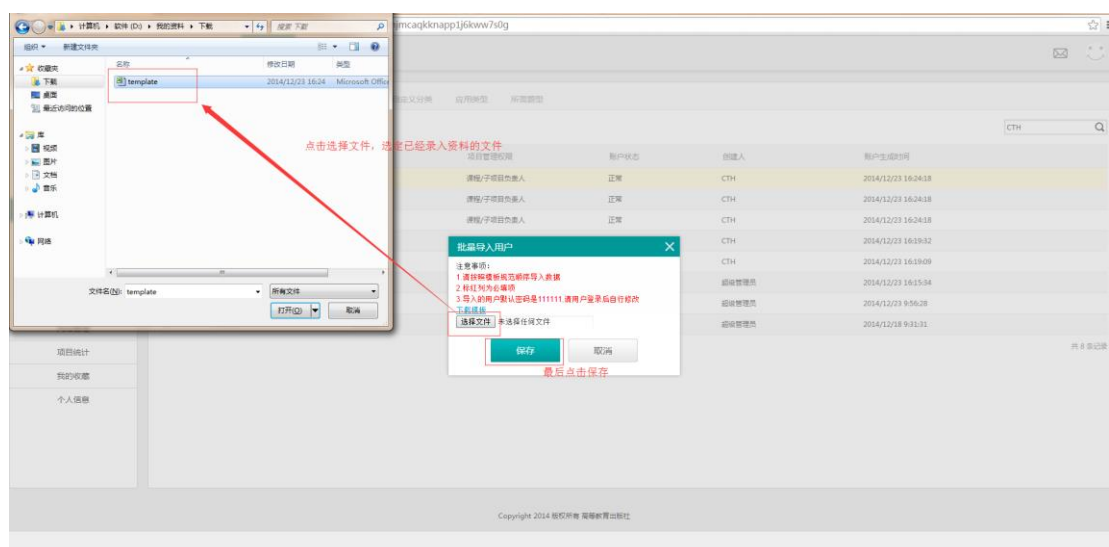 计算机 ▸ 软件 (D:) ▸ 我的资料 ▸ 下载
搜索 下载
组织 新建文件夹
名称 修改日期 类型
template 2014/12/23 16:24 Microsoft Office
收藏夹
下载
桌面
最近访问的位置
库
视频
图片
文档
音乐
计算机
网络
文件名(N): template
所有文件
打开(O) 取消
jmcaqkknapp1j6kww7s0g
应用类型 所需题型
点击选择文件，选定已经录入资料的文件
CTH
项目管理权限 账户状态 创建人 账户生成时间
课程/子项目负责人 正常 CTH 2014/12/23 16:24:18
课程/子项目负责人 正常 CTH 2014/12/23 16:24:18
课程/子项目负责人 正常 CTH 2014/12/23 16:24:18
CTH 2014/12/23 16:19:32
CTH 2014/12/23 16:19:09
超级管理员 2014/12/23 16:15:34
超级管理员 2014/12/23 9:56:28
超级管理员 2014/12/18 9:31:31
共 8 条记录
批量导入用户
注意事项：
1.请按照模板规范顺序导入数据
2.标红列为必填项
3.导入的用户默认密码是111111.请用户登录后自行修改
下载模板
选择文件 未选择任何文件
保存 取消
最后点击保存
项目统计
我的收藏
个人信息
Copyright 2014 版权所有 高等教育出版社